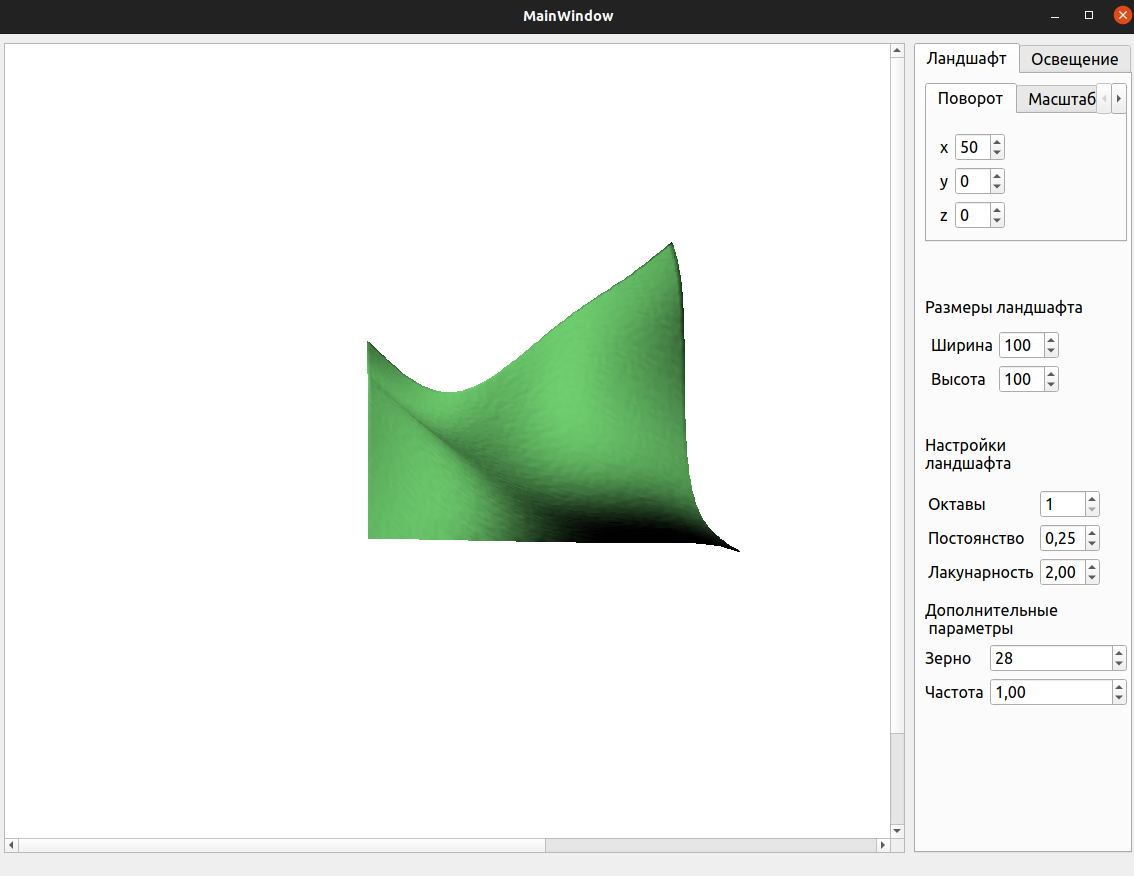 MainWindow
Ландшафт Освещение
Поворот Масштаб
x 50
y 0
z 0
Размеры ландшафта
Ширина 100
Высота 100
Настройки
ландшафта
Октавы 1
Постоянство 0,25
Лакунарность 2,00
Дополнительные
параметры
Зерно 28
Частота 1,00